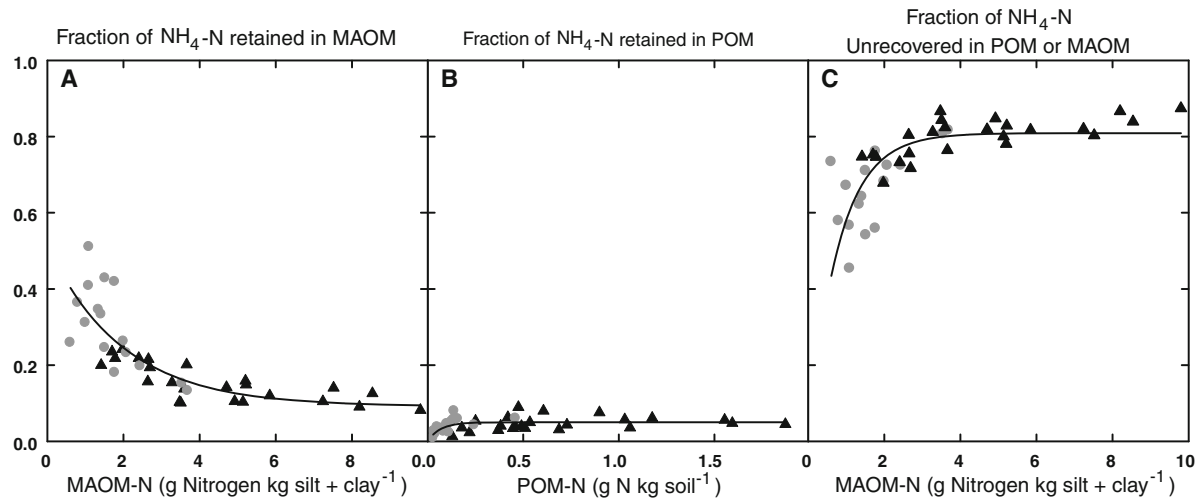 Fraction of NH4-N retained in MAOM
Fraction of NH4-N retained in POM
Fraction of NH4-N
Unrecovered in POM or MAOM
A
B
C
1.0
0.8
0.6
0.4
0.2
0.0
0 2 4 6 8 0.0 0.5 1.0 1.5 0 2 4 6 8 10
MAOM-N (g Nitrogen kg silt + clay-1)
POM-N (g N kg soil-1)
MAOM-N (g Nitrogen kg silt + clay-1)